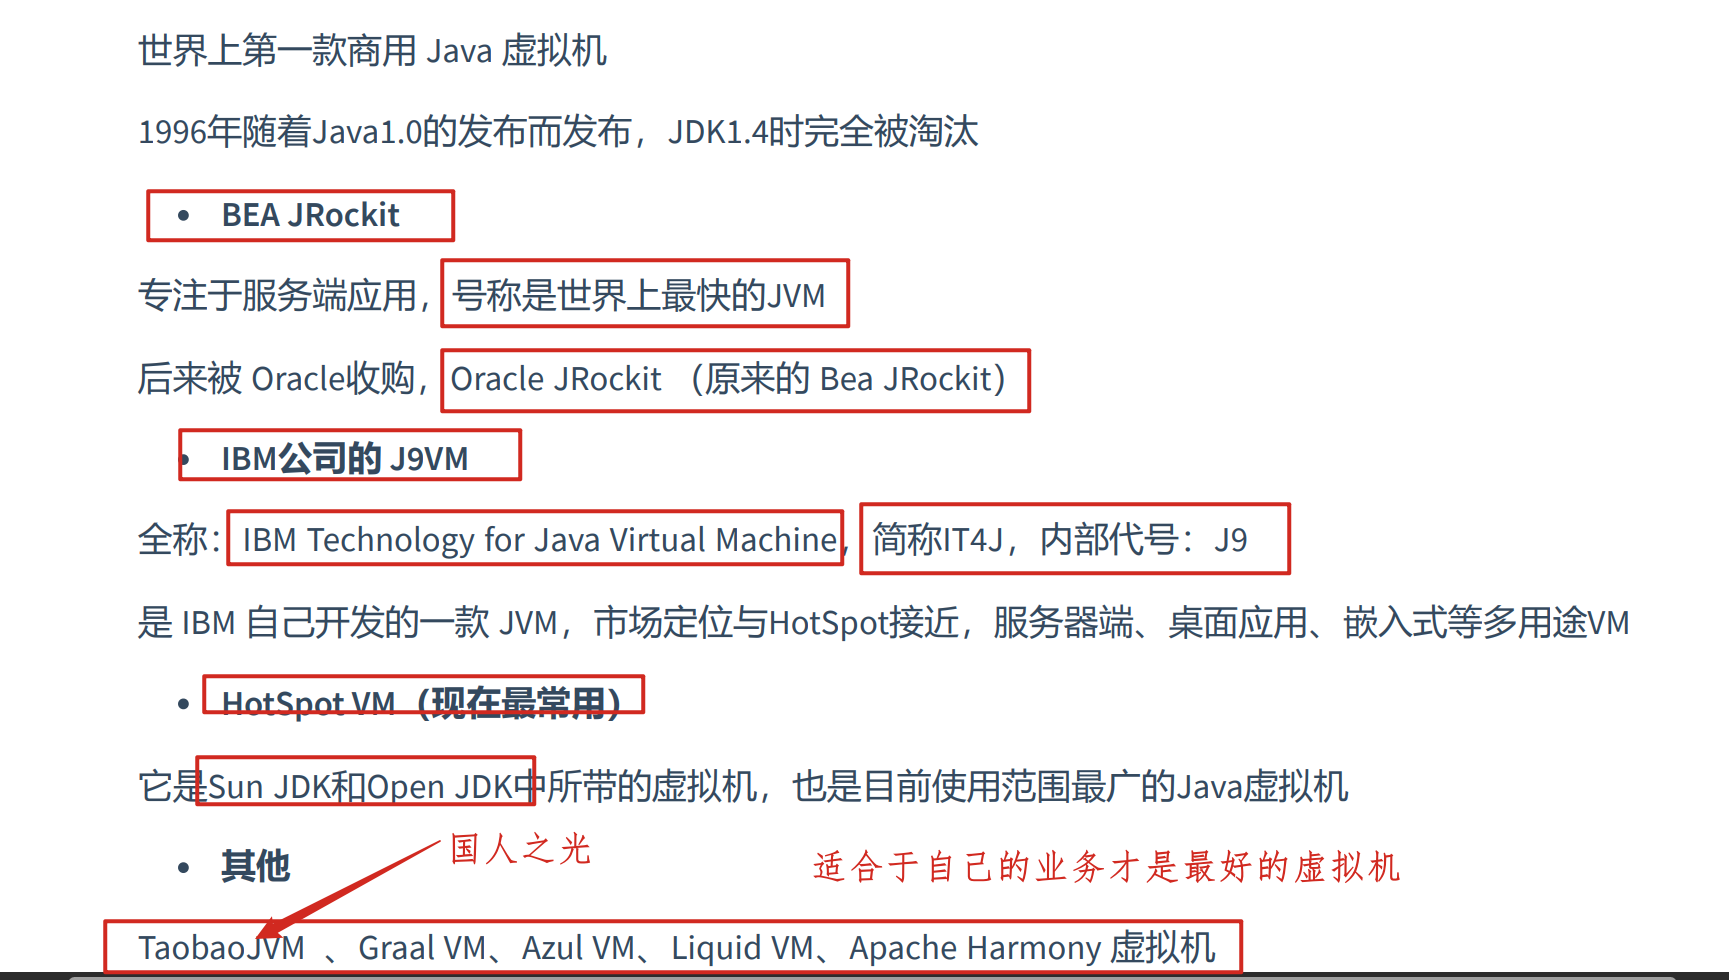 世界上第一款商用 Java 虚拟机
1996年随着Java1.0的发布而发布，JDK1.4时完全被淘汰
• BEA JRockit
专注于服务端应用，号称是世界上最快的JVM
后来被 Oracle收购，Oracle JRockit （原来的 Bea JRockit）
• IBM公司的 J9VM
全称：IBM Technology for Java Virtual Machine，简称IT4J，内部代号：J9
是 IBM 自己开发的一款 JVM，市场定位与HotSpot接近，服务器端、桌面应用、嵌入式等多用途VM
• HotSpot VM（现在最常用）
它是Sun JDK和Open JDK中所带的虚拟机，也是目前使用范围最广的Java虚拟机
国人之光
• 其他
适合于自己的业务才是最好的虚拟机
TaobaoJVM 、Graal VM、Azul VM、Liquid VM、Apache Harmony 虚拟机